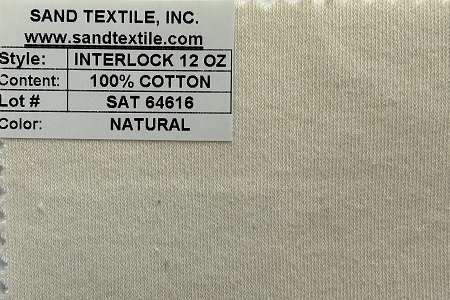 SAND TEXTILE, INC.
www.sandtextile.com
Style: INTERLOCK 12 OZ
Content: 100% COTTON
Lot # SAT 64616
Color: NATURAL